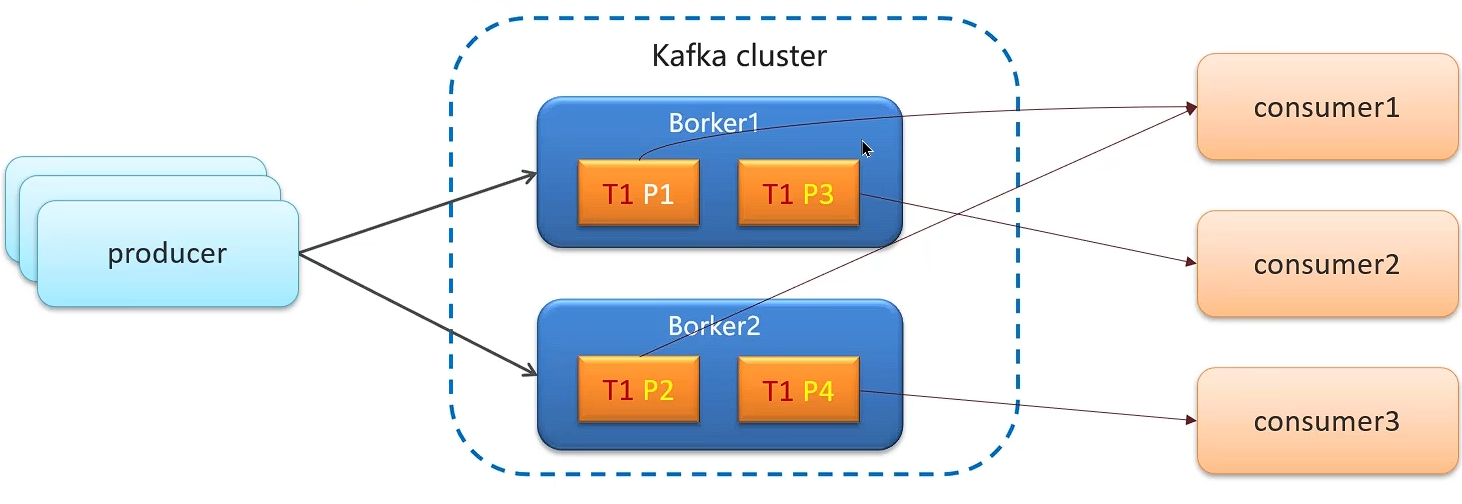 Kafka cluster
Borker1
T1 P1
T1 P3
producer
Borker2
T1 P2
T1 P4
consumer1
consumer2
consumer3